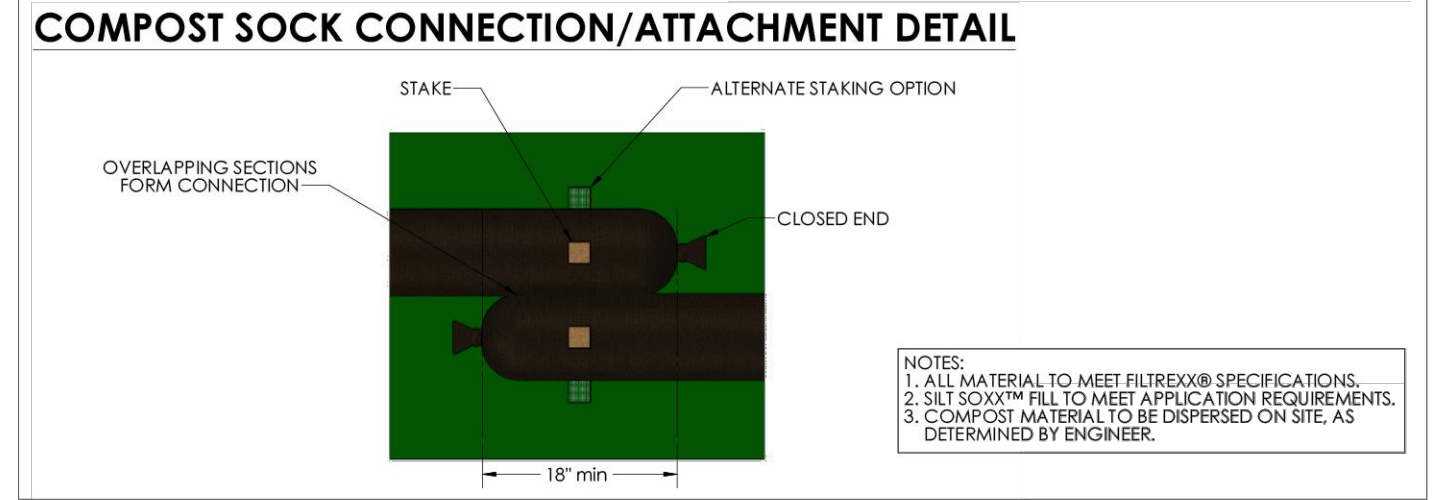 COMPOST SOCK CONNECTION/ATTACHMENT DETAIL
STAKE
ALTERNATE STAKING OPTION
OVERLAPPING SECTIONS
FORM CONNECTION
CLOSED END
18" min
NOTES:
1. ALL MATERIAL TO MEET FILTREXX® SPECIFICATIONS.
2. SILT SOXX™ FILL TO MEET APPLICATION REQUIREMENTS.
3. COMPOST MATERIAL TO BE DISPERSED ON SITE, AS
DETERMINED BY ENGINEER.